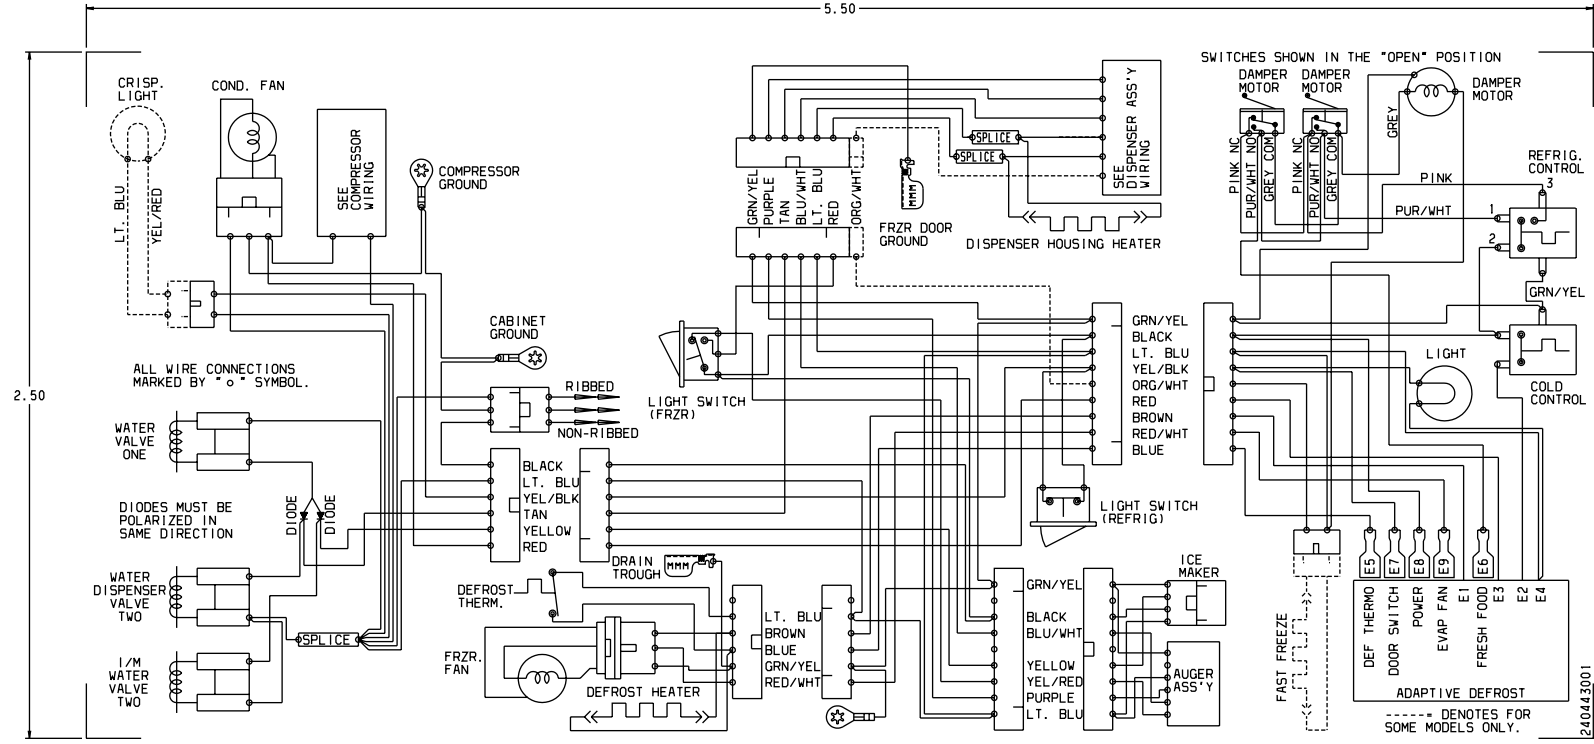 5.50
2.50
CRISP.
LIGHT
COND. FAN
LT. BLU
YEL/RED
SEE
COMPRESSOR
WIRING
COMPRESSOR
GROUND
CABINET
GROUND
ALL WIRE CONNECTIONS
MARKED BY "o" SYMBOL.
WATER
VALVE
ONE
DIODES MUST BE
POLARIZED IN
SAME DIRECTION
DIODE
DIODE
WATER
DISPENSER
VALVE
TWO
I/M
WATER
VALVE
TWO
SPLICE
RIBBED
NON-RIBBED
BLACK
LT. BLU
YEL/BLK
TAN
YELLOW
RED
GRN/YEL
PURPLE
TAN
BLU/WHT
LT. BLU
RED
ORG/WHT
SPLICE
SPLICE
SEE
DISPENSER ASS'Y
WIRING
FRZR DOOR
GROUND
DISPENSER HOUSING HEATER
LIGHT SWITCH
(FRZR)
DRAIN
TROUGH
DEFROST
THERM.
FRZR.
FAN
DEFROST HEATER
LT. BLU
BROWN
BLUE
GRN/YEL
RED/WHT
GRN/YEL
BLACK
LT. BLU
YEL/BLK
ORG/WHT
RED
BROWN
RED/WHT
BLUE
LIGHT SWITCH
(REFRIG)
GRN/YEL
BLACK
BLU/WHT
YELLOW
YEL/RED
PURPLE
LT. BLU
ICE
MAKER
AUGER
ASS'Y
SWITCHES SHOWN IN THE "OPEN" POSITION
DAMPER
MOTOR
DAMPER
MOTOR
DAMPER
MOTOR
PINK NC
PUR/WHT NO
GREY COM
PINK NC
PUR/WHT NO
GREY COM
GREY
PINK
PUR/WHT
REFRIG.
CONTROL
3
1
2
GRN/YEL
LIGHT
COLD
CONTROL
FAST FREEZE
E5
E7
E8
E9
E1
E6
E3
E2
E4
DEF THERMO
DOOR SWITCH
POWER
EVAP FAN
FRESH FOOD
ADAPTIVE DEFROST
------ DENOTES FOR
SOME MODELS ONLY.
240443001